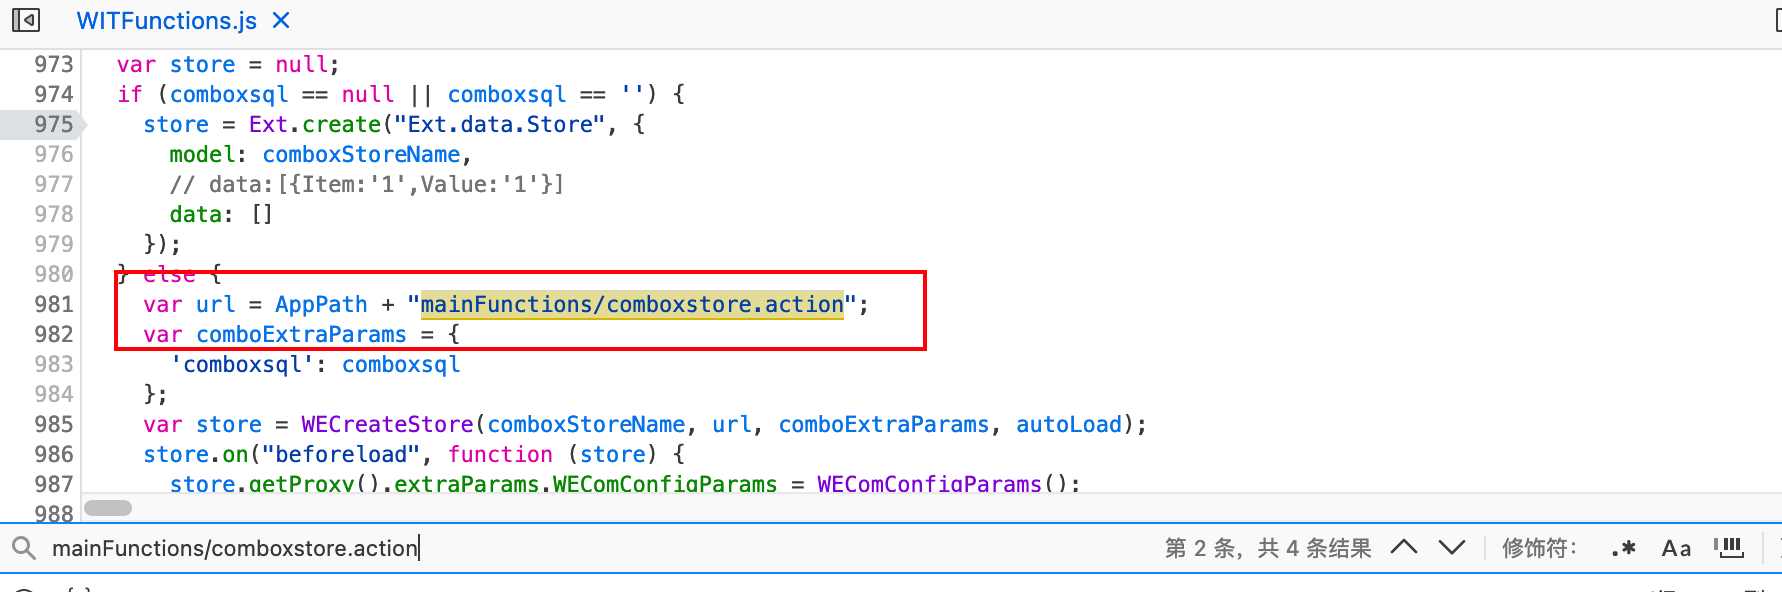 WITFunctions.js
973 var store = null;
974 if (comboxsql == null || comboxsql == '') {
975 store = Ext.create("Ext.data.Store", {
976 model: comboxStoreName,
977 // data:[{Item:'1',Value:'1'}]
978 data: []
979 });
980 } else {
981 var url = AppPath + "mainFunctions/comboxstore.action";
982 var comboExtraParams = {
983 'comboxsql': comboxsql
984 };
985 var store = WECreateStore(comboxStoreName, url, comboExtraParams, autoLoad);
986 store.on("beforeload", function (store) {
987 store.getProxy().extraParams.WEComConfigParams = WEComConfigParams();
988
mainFunctions/comboxstore.action 第 2 条，共 4 条结果 修饰符： .* Aa